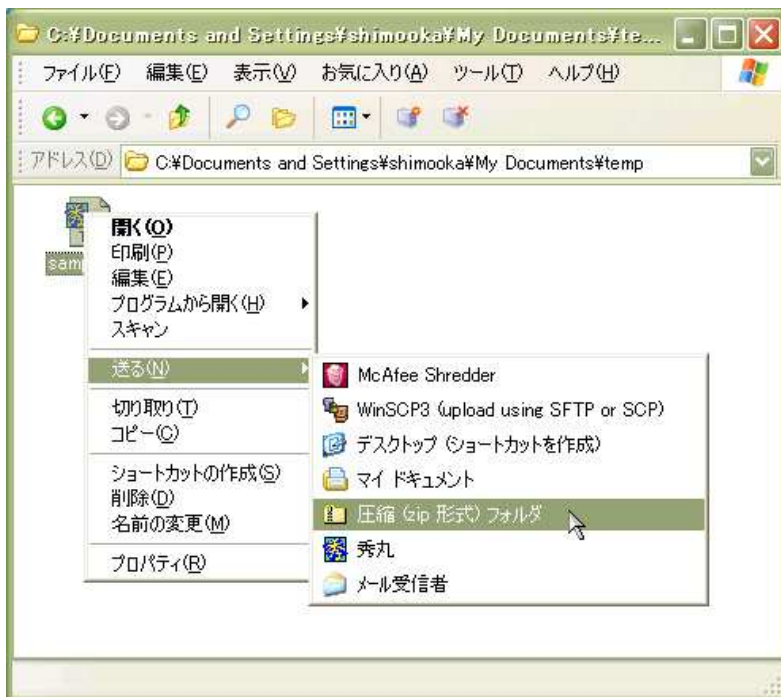 C:¥Documents and Settings¥shimooka¥My Documents¥te...
ファイル(F) 編集(E) 表示(V) お気に入り(A) ツール(T) ヘルプ(H)
アドレス(D) C:¥Documents and Settings¥shimooka¥My Documents¥temp
sam
開く(O)
印刷(P)
編集(E)
プログラムから開く(H)
スキャン
送る(N)
切り取り(T)
コピー(C)
ショートカットの作成(S)
削除(D)
名前の変更(M)
プロパティ(R)
McAfee Shredder
WinSCP3 (upload using SFTP or SCP)
デスクトップ (ショートカットを作成)
マイ ドキュメント
圧縮 (zip 形式) フォルダ
秀丸
メール受信者